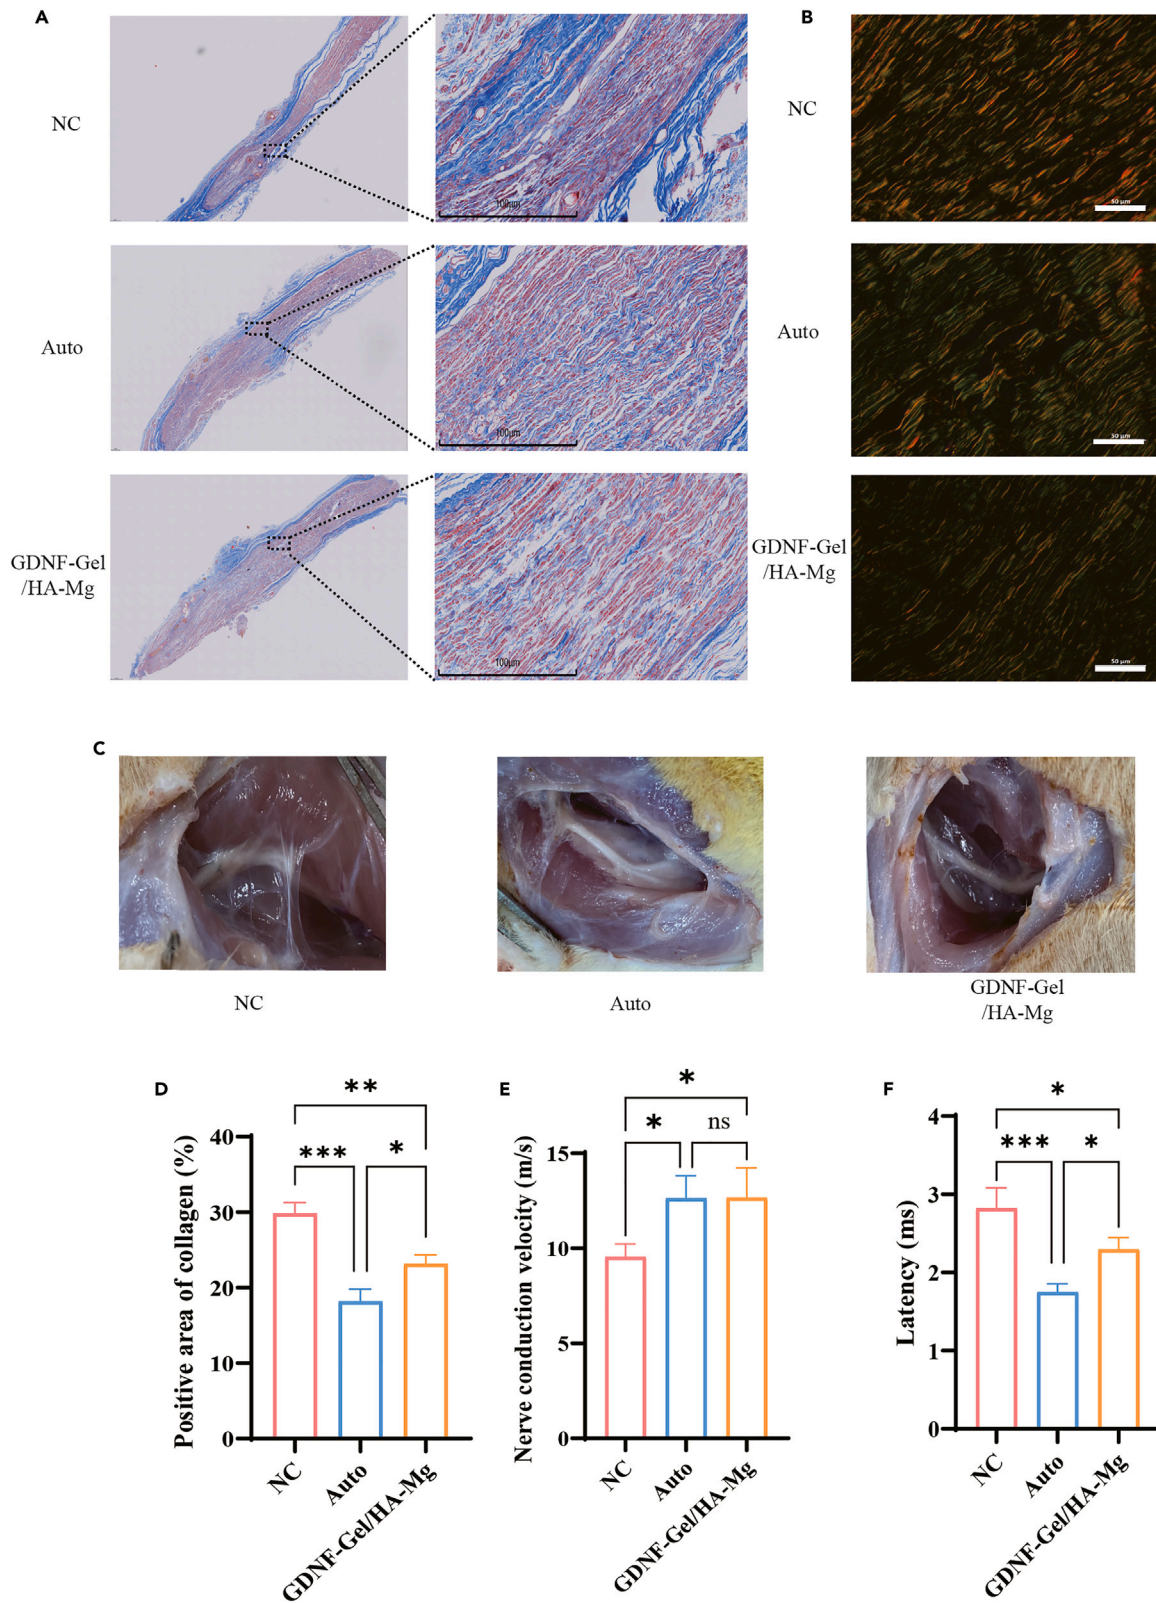 A
B
NC
100μm
NC
50 μm
Auto
100μm
Auto
50 μm
GDNF-Gel
/HA-Mg
100μm
GDNF-Gel
/HA-Mg
50 μm
C
NC
Auto
GDNF-Gel
/HA-Mg
D
**
***
*
Positive area of collagen (%)
40
30
20
10
0
NC
Auto
GDNF-Gel/HA-Mg
E
*
*
ns
Nerve conduction velocity (m/s)
15
10
5
0
NC
Auto
GDNF-Gel/HA-Mg
F
*
***
*
Latency (ms)
4
3
2
1
0
NC
Auto
GDNF-Gel/HA-Mg